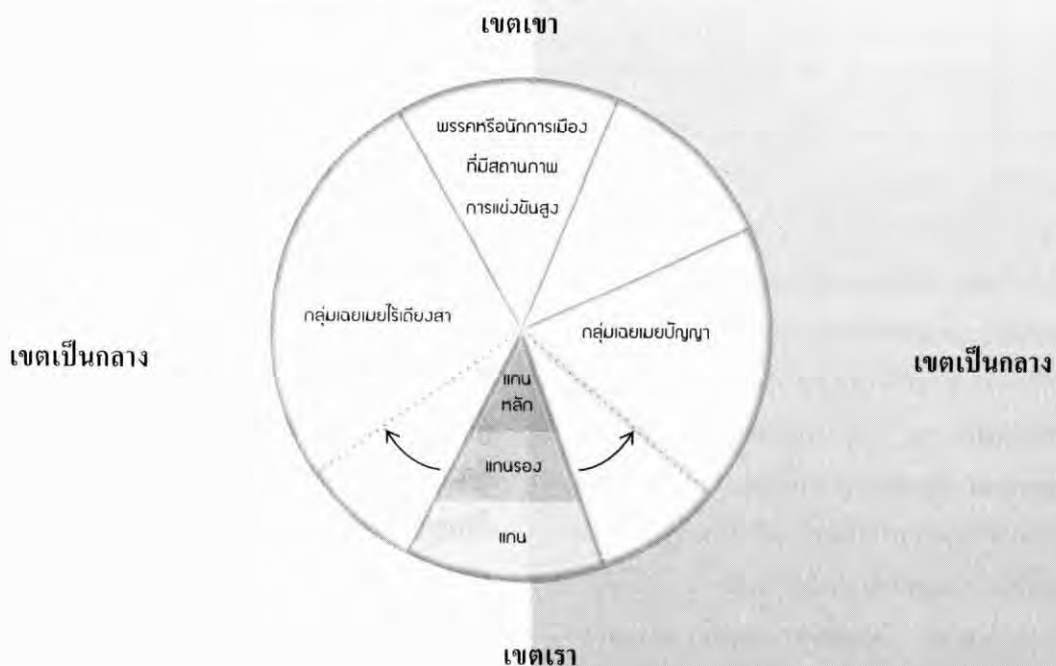 เขตเขา
พรรคหรือนักการเมือง
ที่มีสถานภาพ
การแข่งขันสูง
กลุ่มเฉยเมยไร้เดียงสา
กลุ่มเฉยเมยปัญญา
เขตเป็นกลาง
เขตเป็นกลาง
แกน
หลัก
แกนรอง
แกน
เขตเรา